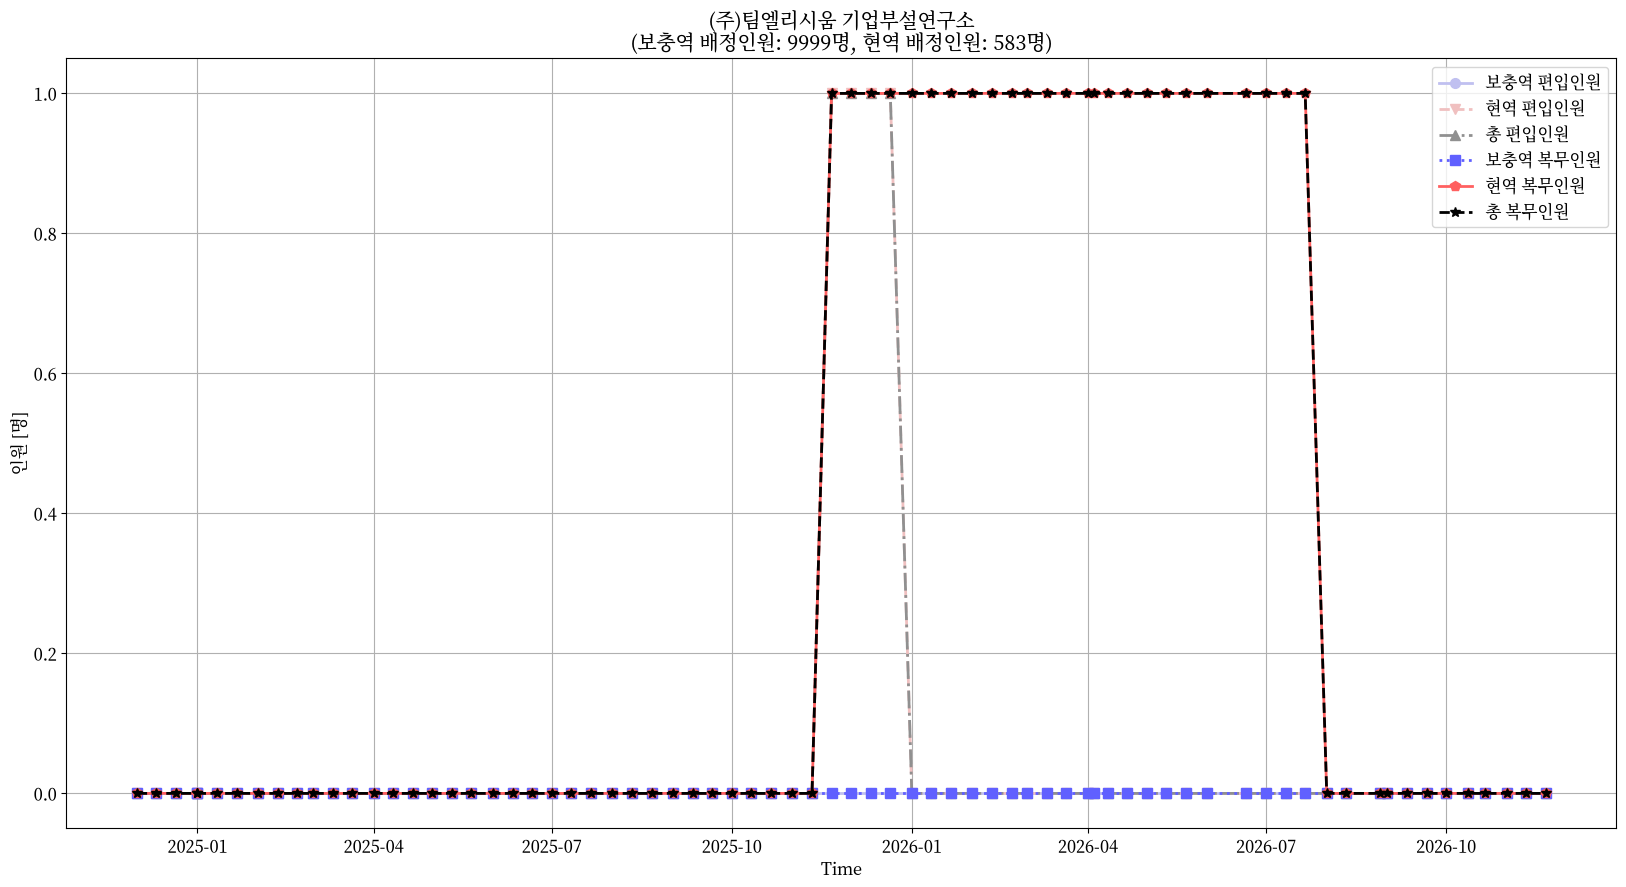 (주)팀엘리시움 기업부설연구소
(보충역 배정인원: 9999명, 현역 배정인원: 583명)
보충역 편입인원
현역 편입인원
총 편입인원
보충역 복무인원
현역 복무인원
총 복무인원
인원 [명]
1.0
0.8
0.6
0.4
0.2
0.0
2025-01
2025-04
2025-07
2025-10
2026-01
2026-04
2026-07
2026-10
Time